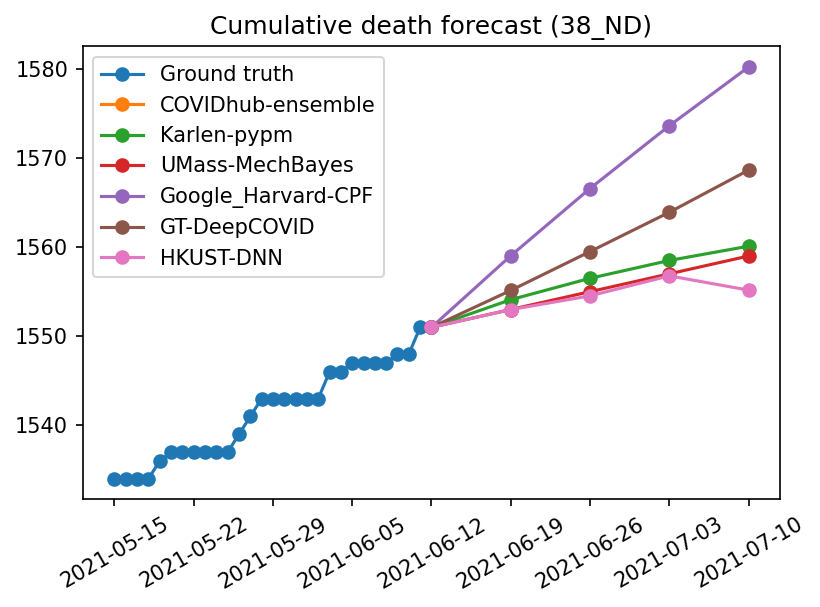 Cumulative death forecast (38_ND)
Ground truth
COVIDhub-ensemble
Karlen-pypm
UMass-MechBayes
Google_Harvard-CPF
GT-DeepCOVID
HKUST-DNN
1580
1570
1560
1550
1540
2021-05-15
2021-05-22
2021-05-29
2021-06-05
2021-06-12
2021-06-19
2021-06-26
2021-07-03
2021-07-10